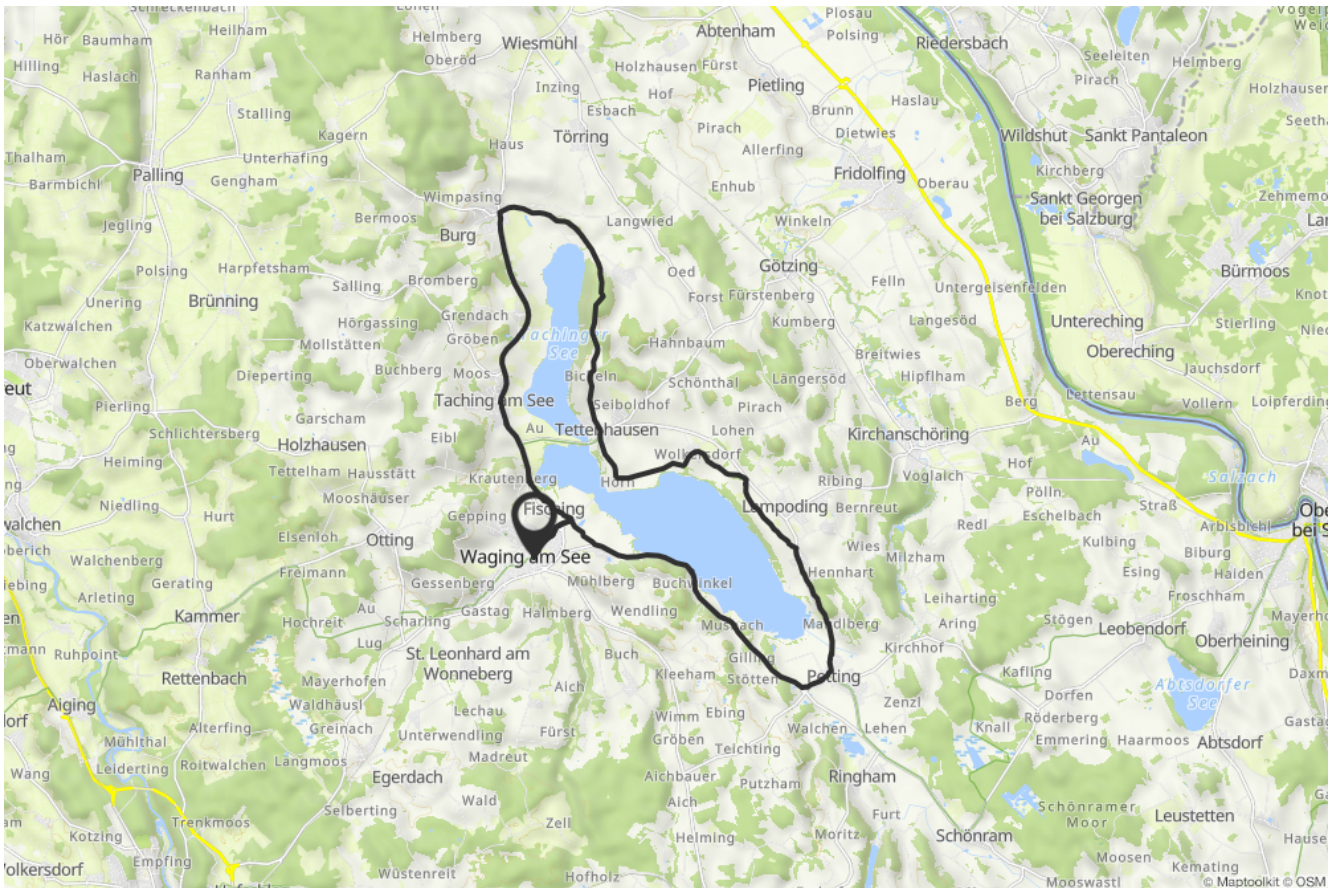 Schreckenbach
Hör
Baumham
Heilham
Helmberg
Oberöd
Wiesmühl
Abtenham
Plosau
Polsing
Riedersbach
Hilling
Haslach
Ranham
Holzhausen
Fürst
Pietling
Seeleiten
Pirach
Helmberg
Stalling
Inzing
Hof
Brunn
Haslau
Holzhausen
Esbach
Kagern
Haus
Törring
Pirach
Dietwies
Wildshut
Sankt Pantaleon
Thalham
Unterhafing
Allerfing
Kirchberg
Barmbichl
Palling
Gengham
Wimpasing
Enhub
Fridolfing
Oberau
Sankt Georgen
bei Salzburg
Jegling
Bermoos
Burg
Langwied
Winkeln
Polsing
Harpfetsham
Salling
Bromberg
Oed
Götzing
Felln
Bürmoos
Unering
Brünning
Grendach
Forst
Fürstenberg
Untergeisenfelden
Katzwalchen
Hörgassing
Gröben
Kumberg
Langesöd
Untereching
Stierling
Mollstätten
See
Hahnbaum
Breitwies
Obereching
Oberwalchen
Dieperting
Buchberg
Moos
Schönthal
Längersöd
Hipflham
Jauchsdorf
Pierling
Garscham
Taching am See
Seiboldhof
Pirach
Berg
Lettensau
Vollern
Loipferding
Schlichtersberg
Holzhausen
Eibl
Au
Lohen
Kirchanschöring
Au
Heiming
Tettelham
Hausstätt
Krautenberg
Horn
Voglaich
Hof
Salzach
Niedling
Hurt
Mooshäuser
Gepping
Ribing
Bernreut
Pölln
Straß
Redl
Eschelbach
Arbisbichl
Walchenberg
Elsenloh
Otting
Waging am See
Wies
Milzham
Kulbing
Biburg
Freimann
Gessenberg
Mühlberg
Hennhart
Esing
Haiden
Arleting
Gerating
Gastag
Halmberg
Wendling
Leiharting
Froschham
Kammer
Au
Hochreit
Scharling
Aring
Stögen
Leobendorf
Oberheining
Ruhpoint
Lug
St. Leonhard am
Wonneberg
Buch
Gilling
Kirchhof
Rettenbach
Mayerhofen
Aich
Kleeham
Stötten
Petting
Kafling
Abtsdorfer
See
Aiging
Waldhäusl
Lechau
Wimm
Ebing
Zenzl
Dorfen
Alterfing
Greinach
Unterwendling
Fürst
Gröben
Walchen
Lehen
Knall
Röderberg
Mühlthal
Teichting
Emmering
Haarmoos
Abtsdorf
Leiderting
Roitwalchen
Langmoos
Madreut
Egerdach
Aichbauer
Putzham
Ringham
Wald
Aich
Schönramer
Moor
Leustetten
Trenkmoos
Selberting
Zell
Furt
Kotzing
Helming
Moritz
Schönram
Empfing
Wüstenreit
Hofholz
Moosen
Kemating
Mooswastl
© Maptoolkit © OSM